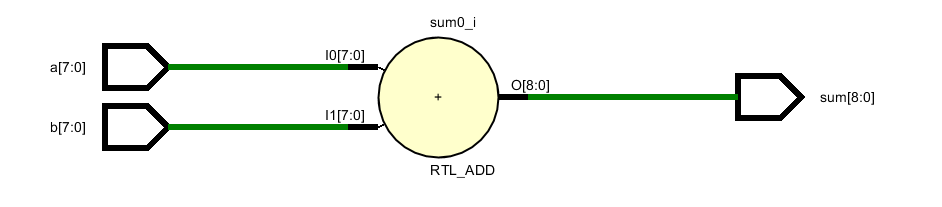 sum0_i
a[7:0]
I0[7:0]
b[7:0]
I1[7:0]
+
O[8:0]
sum[8:0]
RTL_ADD